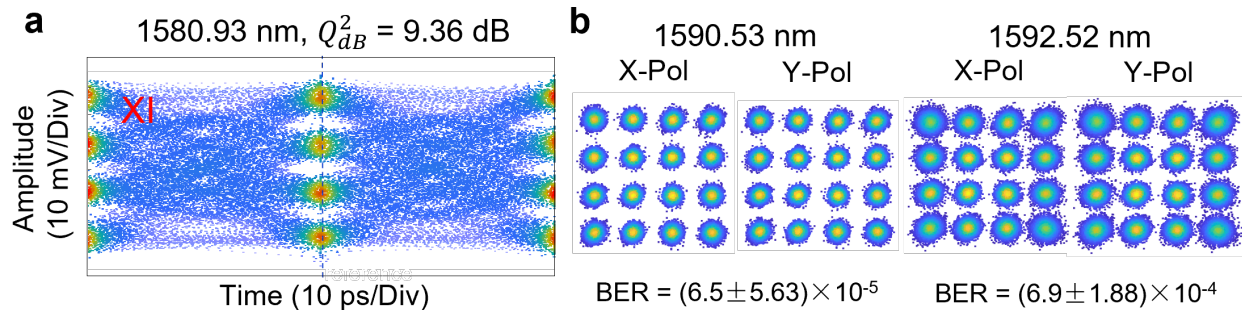 a
1580.93 nm, Q²dB = 9.36 dB
XI
Amplitude
(10 mV/Div)
Time (10 ps/Div)
b
1590.53 nm
X-Pol Y-Pol
BER = (6.5±5.63)×10⁻⁵
1592.52 nm
X-Pol Y-Pol
BER = (6.9±1.88)×10⁻⁴